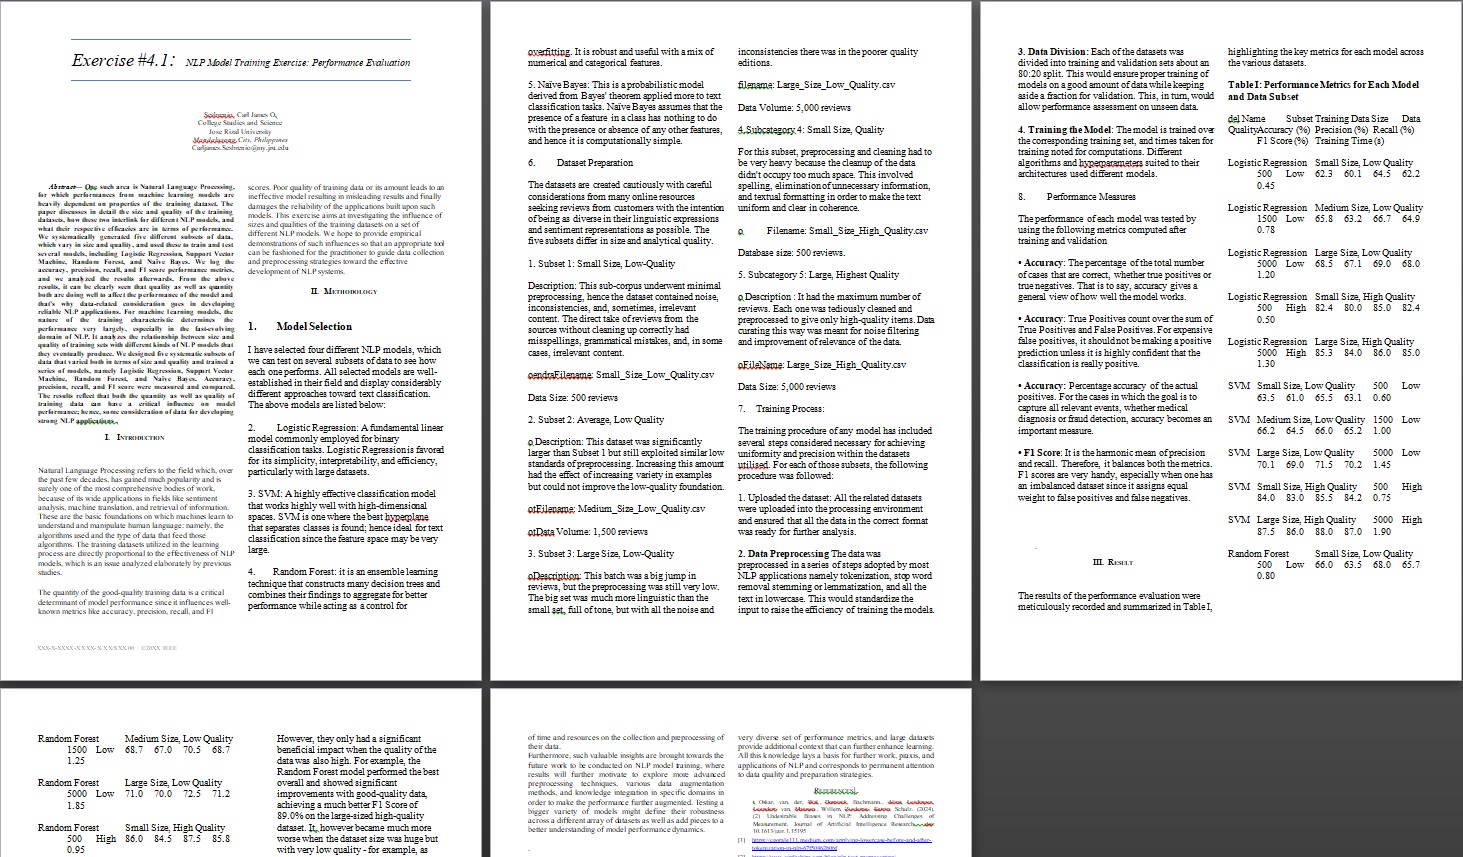 Exercise #4.1: NLP Model Training Exercise: Performance Evaluation
Sesbreño, Carl James O,
College Studies and Science
Jose Rizal University
Mandaluyong City, Philippines
Carljames.Sesbreno@my.jru.edu
Abstract— One such area is Natural Language Processing,
for which performances from machine learning models are
heavily dependent on properties of the training dataset. The
paper discusses in detail the size and quality of the training
datasets, how these two interlink for different NLP models, and
what their respective efficacies are in terms of performance.
We systematically generated five different subsets of data,
which vary in size and quality, and used these to train and test
several models, including Logistic Regression, Support Vector
Machine, Random Forest, and Naive Bayes. We log the
accuracy, precision, recall, and F1 score performance metrics,
and we analyzed the results afterwards. From the above
results, it can be clearly seen that quality as well as quantity
both are doing well to affect the performance of the model and
that's why data-related consideration goes in developing
reliable NLP applications. For machine learning models, the
nature of the training characteristic determines the
performance very largely, especially in the fast-evolving
domain of NLP. It analyzes the relationship between size and
quality of training sets with different kinds of NLP models that
they eventually produce. We designed five systematic subsets of
data that varied both in terms of size and quality and trained a
series of models, namely Logistic Regression, Support Vector
Machine, Random Forest, and Naive Bayes. Accuracy,
precision, recall, and F1 score were measured and compared.
The results reflect that both the quantity as well as quality of
training data can have a critical influence on model
performance; hence, some consideration of data for developing
strong NLP applications.
I. Introduction
Natural Language Processing refers to the field which, over
the past few decades, has gained much popularity and is
surely one of the most comprehensive bodies of work,
because of its wide applications in fields like sentiment
analysis, machine translation, and retrieval of information.
These are the basic foundations on which machines learn to
understand and manipulate human language: namely, the
algorithms used and the type of data that feed those
algorithms. The training datasets utilized in the learning
process are directly proportional to the effectiveness of NLP
models, which is an issue analyzed elaborately by previous
studies.
The quantity of the good-quality training data is a critical
determinant of model performance since it influences well-
known metrics like accuracy, precision, recall, and F1
XXX-X-XXXX-XXXX-X/XX/$XX.00 ©20XX IEEE
scores. Poor quality of training data or its amount leads to an
ineffective model resulting in misleading results and finally
damages the reliability of the applications built upon such
models. This exercise aims at investigating the influence of
sizes and qualities of the training datasets on a set of
different NLP models. We hope to provide empirical
demonstrations of such influences so that an appropriate tool
can be fashioned for the practitioner to guide data collection
and preprocessing strategies toward the effective
development of NLP systems.
II. Methodology
1. Model Selection
I have selected four different NLP models, which
we can test on several subsets of data to see how
each one performs. All selected models are well-
established in their field and display considerably
different approaches toward text classification.
The above models are listed below:
2. Logistic Regression: A fundamental linear
model commonly employed for binary
classification tasks. Logistic Regression is favored
for its simplicity, interpretability, and efficiency,
particularly with large datasets.
3. SVM: A highly effective classification model
that works highly well with high-dimensional
spaces. SVM is one where the best hyperplane
that separates classes is found; hence ideal for text
classification since the feature space may be very
large.
4. Random Forest: it is an ensemble learning
technique that constructs many decision trees and
combines their findings to aggregate for better
performance while acting as a control for
overfitting. It is robust and useful with a mix of
numerical and categorical features.
5. Naïve Bayes: This is a probabilistic model
derived from Bayes' theorem applied more to text
classification tasks. Naïve Bayes assumes that the
presence of a feature in a class has nothing to do
with the presence or absence of any other features,
and hence it is computationally simple.
6. Dataset Preparation
The datasets are created cautiously with careful
considerations from many online resources
seeking reviews from customers with the intention
of being as diverse in their linguistic expressions
and sentiment representations as possible. The
five subsets differ in size and analytical quality.
1. Subset 1: Small Size, Low-Quality
Description: This sub-corpus underwent minimal
preprocessing, hence the dataset contained noise,
inconsistencies, and, sometimes, irrelevant
content. The direct take of reviews from the
sources without cleaning up correctly had
misspellings, grammatical mistakes, and, in some
cases, irrelevant content.
oendraFilename: Small_Size_Low_Quality.csv
Data Size: 500 reviews
2. Subset 2: Average, Low Quality
o Description: This dataset was significantly
larger than Subset 1 but still exploited similar low
standards of preprocessing. Increasing this amount
had the effect of increasing variety in examples
but could not improve the low-quality foundation.
otFilename: Medium_Size_Low_Quality.csv
otData Volume: 1,500 reviews
3. Subset 3: Large Size, Low-Quality
oDescription: This batch was a big jump in
reviews, but the preprocessing was still very low.
The big set was much more linguistic than the
small set, full of tone, but with all the noise and
inconsistencies there was in the poorer quality
editions.
filename: Large_Size_Low_Quality.csv
Data Volume: 5,000 reviews
4.Subcategory 4: Small Size, Quality
For this subset, preprocessing and cleaning had to
be very heavy because the cleanup of the data
didn't occupy too much space. This involved
spelling, elimination of unnecessary information,
and textual formatting in order to make the text
uniform and clear in coherence.
o Filename: Small_Size_High_Quality.csv
Database size: 500 reviews.
5. Subcategory 5: Large, Highest Quality
o Description : It had the maximum number of
reviews. Each one was tediously cleaned and
preprocessed to give only high-quality items. Data
curating this way was meant for noise filtering
and improvement of relevance of the data.
oFileName: Large_Size_High_Quality.csv
Data Size: 5,000 reviews
7. Training Process:
The training procedure of any model has included
several steps considered necessary for achieving
uniformity and precision within the datasets
utilised. For each of those subsets, the following
procedure was followed:
1. Uploaded the dataset: All the related datasets
were uploaded into the processing environment
and ensured that all the data in the correct format
was ready for further analysis.
2. Data Preprocessing The data was
preprocessed in a series of steps adopted by most
NLP applications namely tokenization, stop word
removal stemming or lemmatization, and all the
text in lowercase. This would standardize the
input to raise the efficiency of training the models.
3. Data Division: Each of the datasets was
divided into training and validation sets about an
80:20 split. This would ensure proper training of
models on a good amount of data while keeping
aside a fraction for validation. This, in turn, would
allow performance assessment on unseen data.
4. Training the Model: The model is trained over
the corresponding training set, and times taken for
training noted for computations. Different
algorithms and hyperparameters suited to their
architectures used different models.
8. Performance Measures
The performance of each model was tested by
using the following metrics computed after
training and validation
• Accuracy: The percentage of the total number
of cases that are correct, whether true positives or
true negatives. That is to say, accuracy gives a
general view of how well the model works.
• Accuracy: True Positives count over the sum of
True Positives and False Positives. For expensive
false positives, it should not be making a positive
prediction unless it is highly confident that the
classification is really positive.
• Accuracy: Percentage accuracy of the actual
positives. For the cases in which the goal is to
capture all relevant events, whether medical
diagnosis or fraud detection, accuracy becomes an
important measure.
• F1 Score: It is the harmonic mean of precision
and recall. Therefore, it balances both the metrics.
F1 scores are very handy, especially when one has
an imbalanced dataset since it assigns equal
weight to false positives and false negatives.
III. Result
The results of the performance evaluation were
meticulously recorded and summarized in Table I,
highlighting the key metrics for each model across
the various datasets.
Table I: Performance Metrics for Each Model
and Data Subset
del Name Subset Training Data Size Data
Quality Accuracy (%) Precision (%) Recall (%)
F1 Score (%) Training Time (s)
Logistic Regression Small Size, Low Quality
500 Low 62.3 60.1 64.5 62.2
0.45
Logistic Regression Medium Size, Low Quality
1500 Low 65.8 63.2 66.7 64.9
0.78
Logistic Regression Large Size, Low Quality
5000 Low 68.5 67.1 69.0 68.0
1.20
Logistic Regression Small Size, High Quality
500 High 82.4 80.0 85.0 82.4
0.50
Logistic Regression Large Size, High Quality
5000 High 85.3 84.0 86.0 85.0
1.30
SVM Small Size, Low Quality 500 Low
63.5 61.0 65.5 63.1 0.60
SVM Medium Size, Low Quality 1500 Low
66.2 64.5 66.0 65.2 1.00
SVM Large Size, Low Quality 5000 Low
70.1 69.0 71.5 70.2 1.45
SVM Small Size, High Quality 500 High
84.0 83.0 85.5 84.2 0.75
SVM Large Size, High Quality 5000 High
87.5 86.0 88.0 87.0 1.90
Random Forest Small Size, Low Quality
500 Low 66.0 63.5 68.0 65.7
0.80
Random Forest Medium Size, Low Quality
1500 Low 68.7 67.0 70.5 68.7
1.25
Random Forest Large Size, Low Quality
5000 Low 71.0 70.0 72.5 71.2
1.85
Random Forest Small Size, High Quality
500 High 86.0 84.5 87.5 85.8
0.95
However, they only had a significant
beneficial impact when the quality of the
data was also high. For example, the
Random Forest model performed the best
overall and showed significant
improvements with good-quality data,
achieving a much better F1 Score of
89.0% on the large-sized high-quality
dataset. It, however became much more
worse when the dataset size was huge but
with very low quality - for example, as
of time and resources on the collection and preprocessing of
their data.
Furthermore, such valuable insights are brought towards the
future work to be conducted on NLP model training, where
results will further motivate to explore more advanced
preprocessing techniques, various data augmentation
methods, and knowledge integration in specific domains in
order to make the performance further augmented. Testing a
bigger variety of models might define their robustness
across a different array of datasets as well as add pieces to a
better understanding of model performance dynamics.
very diverse set of performance metrics, and large datasets
provide additional context that can further enhance learning.
All this knowledge lays a basis for further work, praxis, and
applications of NLP and corresponds to permanent attention
to data quality and preparation strategies.
References
Oskar, van, der, Bachmann,
van, Willem, Schulz. (2024).
(2) Undesirable Biases in NLP: Addressing Challenges of
Measurement. Journal of Artificial Intelligence Research,
10.1613/jair.1.15195
[1]